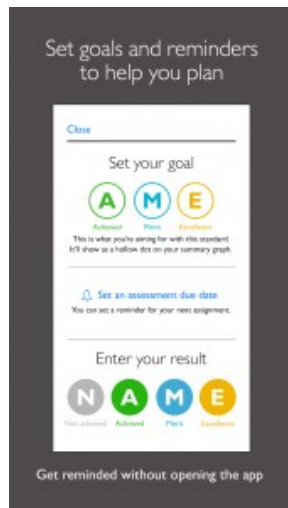 Set goals and reminders
to help you plan
Close
Set your goal
A M E
Achieved Merit Excellence
This is what you're aiming for with this standard.
It'll show as a hollow dot on your summary graph.
Set an assessment due date
You can set a reminder for your next assignment.
Enter your result
N A M E
Not achieved Achieved Merit Excellence
Get reminded without opening the app